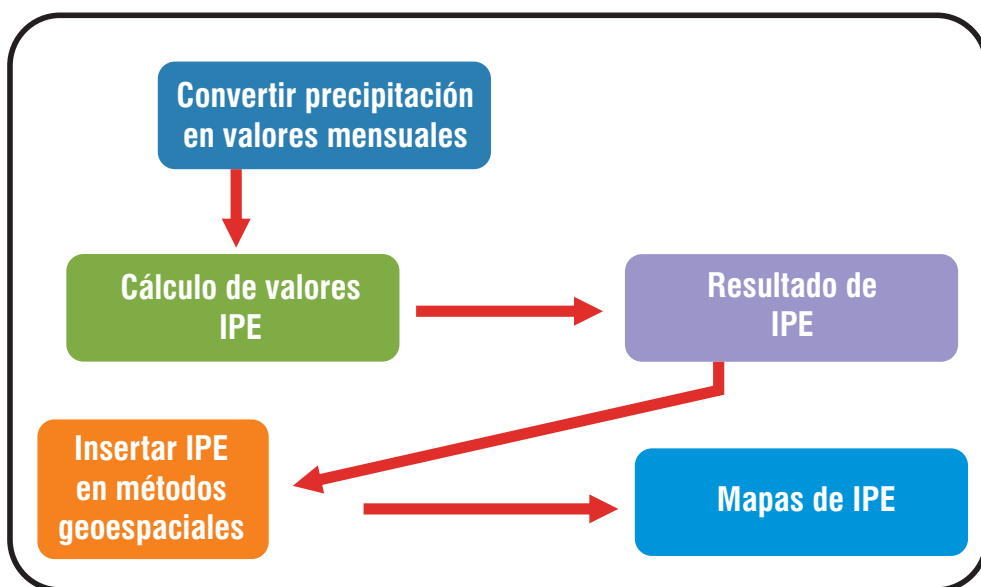 Convertir precipitación
en valores mensuales
Cálculo de valores
IPE
Resultado de
IPE
Insertar IPE
en métodos
geoespaciales
Mapas de IPE